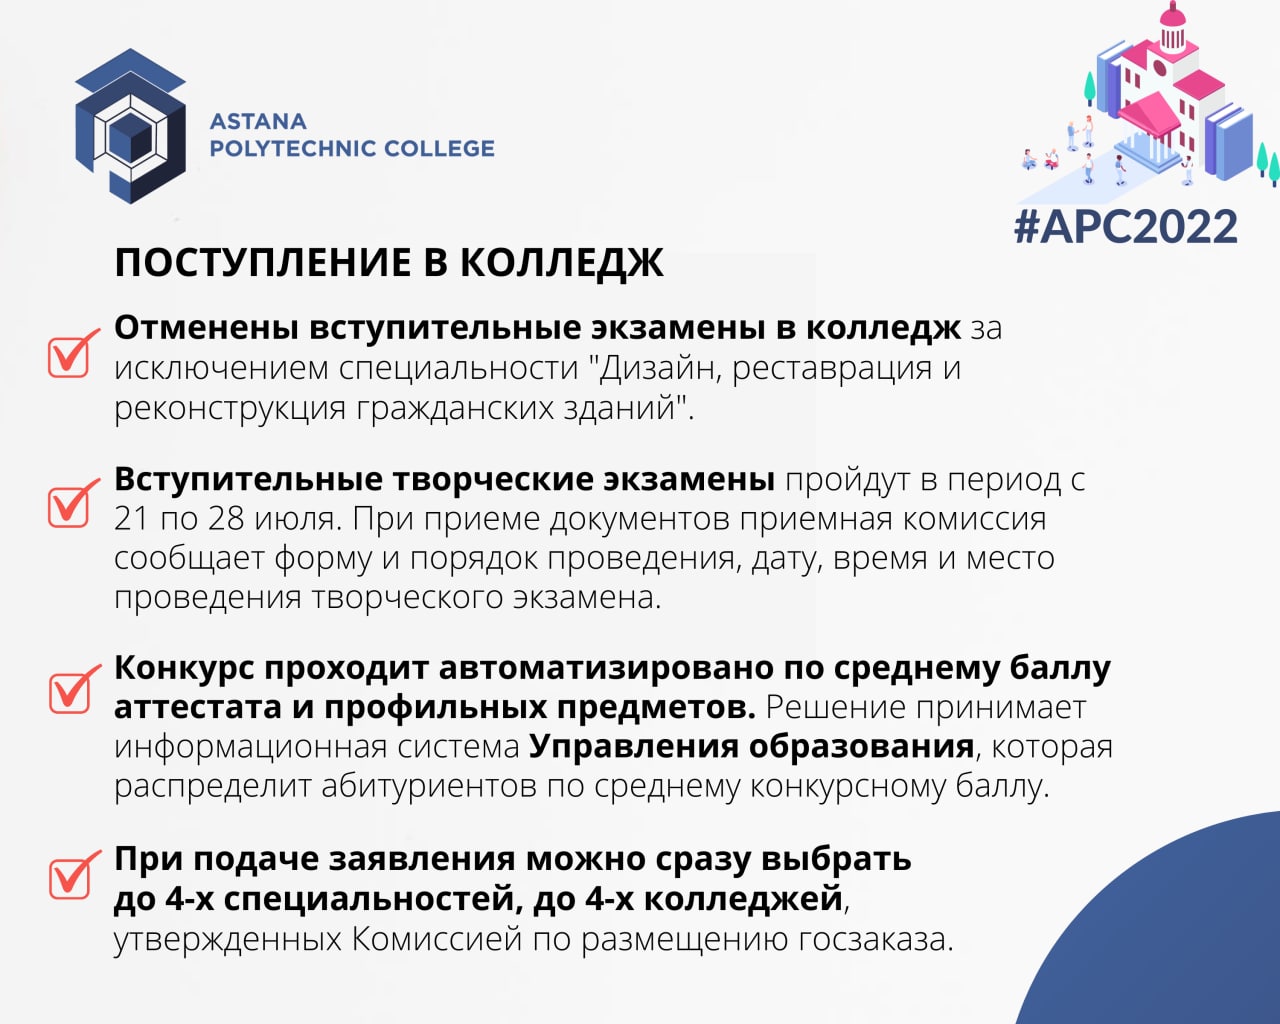 ASTANA
POLYTECHNIC COLLEGE
#APC2022
ПОСТУПЛЕНИЕ В КОЛЛЕДЖ
Отменены вступительные экзамены в колледж за
исключением специальности "Дизайн, реставрация и
реконструкция гражданских зданий".
Вступительные творческие экзамены пройдут в период с
21 по 28 июля. При приеме документов приемная комиссия
сообщает форму и порядок проведения, дату, время и место
проведения творческого экзамена.
Конкурс проходит автоматизировано по среднему баллу
аттестата и профильных предметов. Решение принимает
информационная система Управления образования, которая
распределит абитуриентов по среднему конкурсному баллу.
При подаче заявления можно сразу выбрать
до 4-х специальностей, до 4-х колледжей,
утвержденных Комиссией по размещению госзаказа.